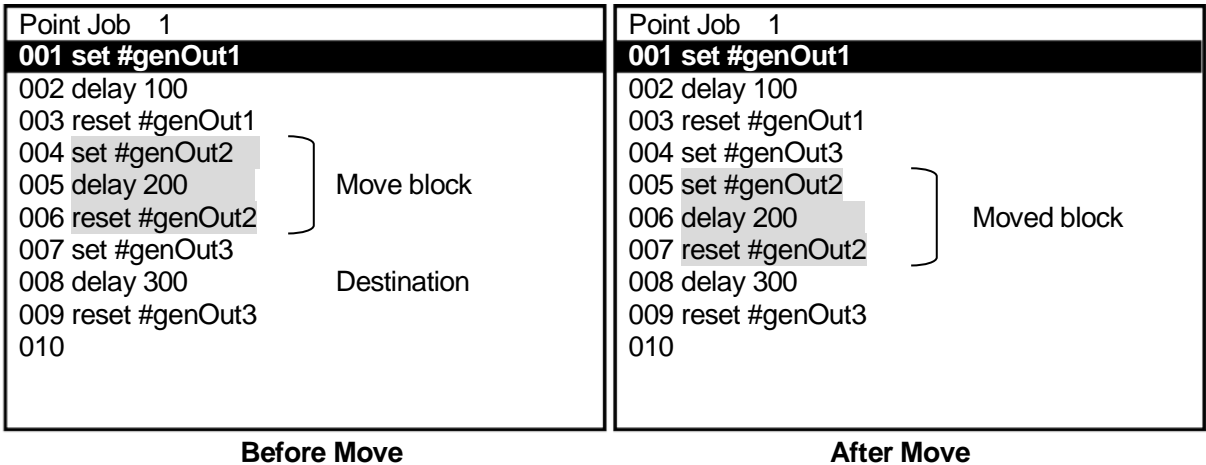 Point Job 1
001 set #genOut1
002 delay 100
003 reset #genOut1
004 set #genOut2
005 delay 200
Move block
006 reset #genOut2
007 set #genOut3
008 delay 300
Destination
009 reset #genOut3
010
Before Move
Point Job 1
001 set #genOut1
002 delay 100
003 reset #genOut1
004 set #genOut3
005 set #genOut2
006 delay 200
Moved block
007 reset #genOut2
008 delay 300
009 reset #genOut3
010
After Move